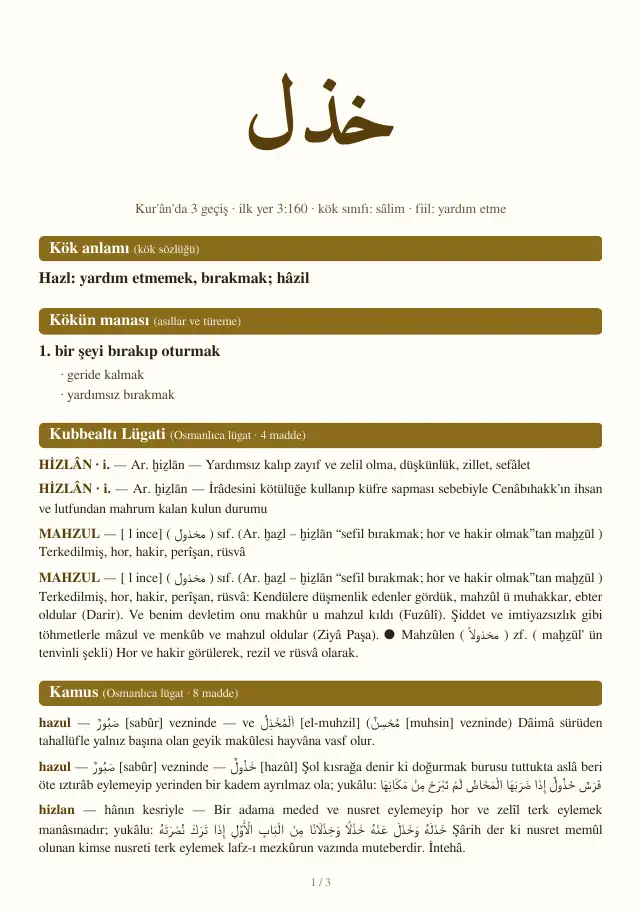 خذل
Kur'ân'da 3 geçiş · ilk yer 3:160 · kök sınıfı: sâlim · fiil: yardım etme
Kök anlamı (kök sözlüğü)
Hazl: yardım etmemek, bırakmak; hâzil
Kökün manası (asıllar ve türeme)
1. bir şeyi bırakıp oturmak
· geride kalmak
· yardımsız bırakmak
Kubbealtı Lügati (Osmanlıca lügat · 4 madde)
HİZLÂN · i. — Ar. ḫiẕlān — Yardımsız kalıp zayıf ve zelil olma, düşkünlük, zillet, sefâlet
HİZLÂN · i. — Ar. ḫiẕlān — İrâdesini kötülüğe kullanıp küfre sapması sebebiyle Cenâbıhakk’ın ihsan
ve lutfundan mahrum kalan kulun durumu
MAHZUL — [ l ince] ( مخذول ) sıf. (Ar. ḫaẕl – ḫiẕlān “sefil bırakmak; hor ve hakir olmak”tan maḫẕūl )
Terkedilmiş, hor, hakir, perîşan, rüsvâ
MAHZUL — [ l ince] ( مخذول ) sıf. (Ar. ḫaẕl – ḫiẕlān “sefil bırakmak; hor ve hakir olmak”tan maḫẕūl )
Terkedilmiş, hor, hakir, perîşan, rüsvâ: Kendülere düşmenlik edenler gördük, mahzûl ü muhakkar, ebter
oldular (Darir). Ve benim devletim onu makhûr u mahzul kıldı (Fuzûlî). Şiddet ve imtiyazsızlık gibi
töhmetlerle mâzul ve menkûb ve mahzul oldular (Ziyâ Paşa). ● Mahzûlen ( مخذولاً ) zf. ( maḫẕūl' ün
tenvinli şekli) Hor ve hakir görülerek, rezil ve rüsvâ olarak.
Kamus (Osmanlıca lügat · 8 madde)
hazul — صَبُورٌ [sabûr] vezninde — ve اَلْمُخْذِلُ [el-muhzil] (مُحْسِنٌ [muhsin] vezninde) Dâimâ sürüden
tahallüfle yalnız başına olan geyik makûlesi hayvâna vasf olur.
hazul — صَبُورٌ [sabûr] vezninde — خَذُولٌ [hazûl] Şol kısrağa denir ki doğurmak burusu tuttukta aslâ beri
öte ıztırâb eylemeyip yerinden bir kadem ayrılmaz ola; yukâlu: فَرَسٌ خَذُولٌ إِذَا ضَرَبَهَا الْمَخَاضُ لَمْ تَبْرَحْ مِنْ مَكَانِهَا
hizlan — hânın kesriyle — Bir adama meded ve nusret eylemeyip hor ve zelîl terk eylemek
manâsınadır; yukâlu: خَذَلَهُ وَخَذَلَ عَنْهُ خَذْلًا وَخِذْلَانًا مِنَ الْبَابِ الْأَوَّلِ إِذَا تَرَكَ نُصْرَتَهُ Şârih der ki nusret memûl
olunan kimse nusreti terk eylemek lafz-ı mezkûrun vazında muteberdir. İntehâ.
1 / 3